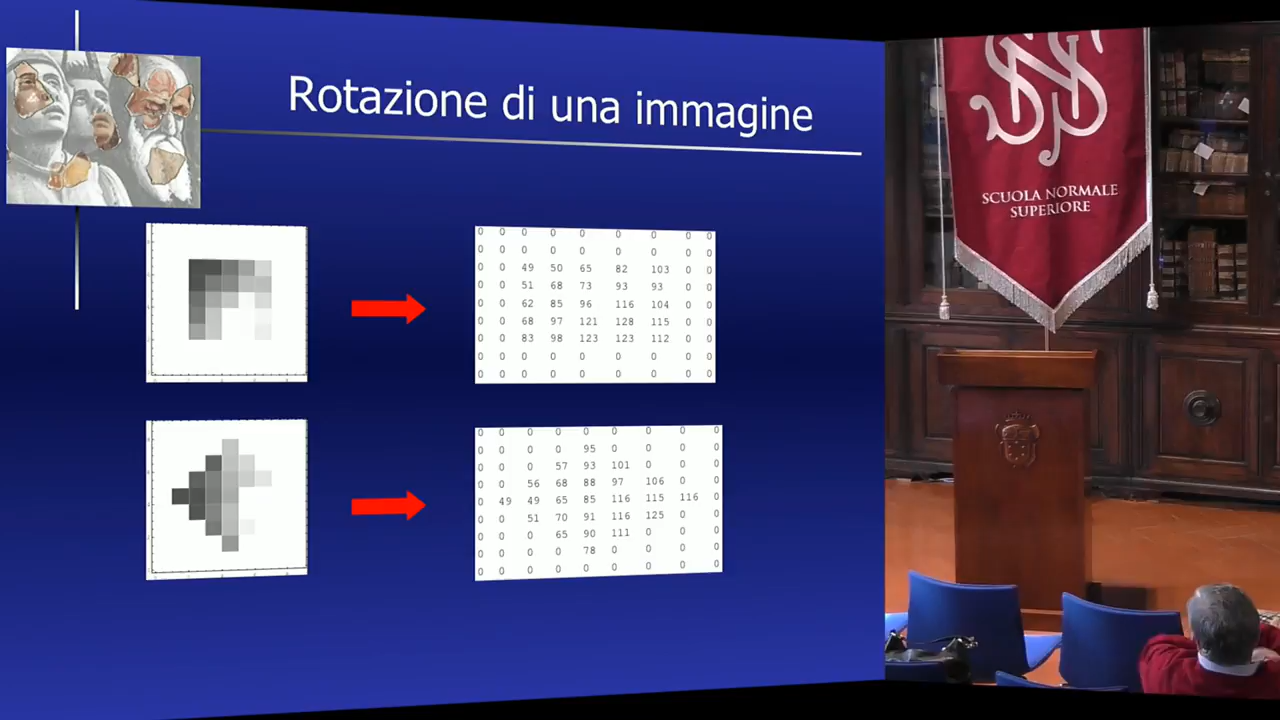 Rotazione di una immagine
0 0 0 0 0 0 0 0 0
0 0 0 0 0 0 0 0 0
0 0 49 50 65 82 103 0 0
0 0 51 68 73 93 93 0 0
0 0 62 85 96 116 104 0 0
0 0 68 97 121 128 115 0 0
0 0 83 98 123 123 112 0 0
0 0 0 0 0 0 0 0 0
0 0 0 0 0 0 0 0 0
0 0 0 0 0 0 0 0 0
0 0 0 0 95 0 0 0 0
0 0 0 57 93 101 0 0 0
0 0 56 68 88 97 106 0 0
0 49 49 65 85 116 115 116 0
0 0 51 70 91 116 125 0 0
0 0 0 65 90 111 0 0 0
0 0 0 0 78 0 0 0 0
0 0 0 0 0 0 0 0 0
SNS
SCUOLA NORMALE
SUPERIORE